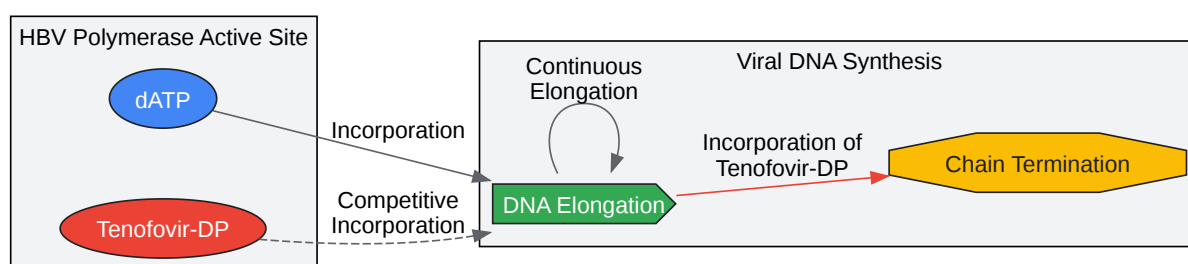 HBV Polymerase Active Site
dATP
Tenofovir-DP
Incorporation
Competitive
Incorporation
Viral DNA Synthesis
Continuous
Elongation
DNA Elongation
Incorporation of
Tenofovir-DP
Chain Termination